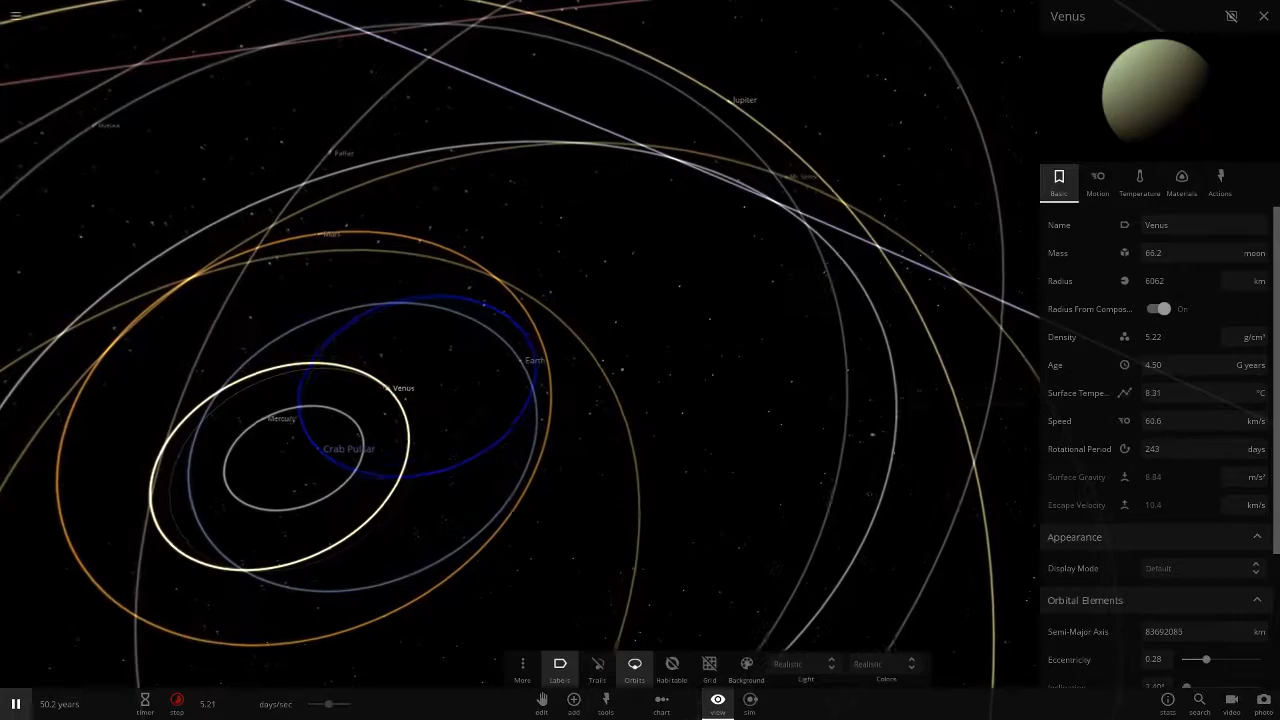 Venus
Jupiter
Pallas
Mars
Earth
Venus
Mercury
Crab Pulsar
Basic
Motion
Temperature
Materials
Actions
Name Venus
Mass 66.2 moon
Radius 6062 km
Radius From Compos... On
Density 5.22 g/cm³
Age 4.50 G years
Surface Tempe... 8.31 °C
Speed 60.6 km/s
Rotational Period 243 days
Surface Gravity 8.84 m/s²
Escape Velocity 10.4 km/s
Appearance
Display Mode Default
Orbital Elements
Semi-Major Axis 83692085 km
Eccentricity 0.28
More
Labels
Trails
Orbits
Habitable
Grid
Background
Realistic
Light
Realistic
Colors
50.2 years
timer
step
5.21 days/sec
edit
add
tools
chart
view
sim
stats
search
video
photo